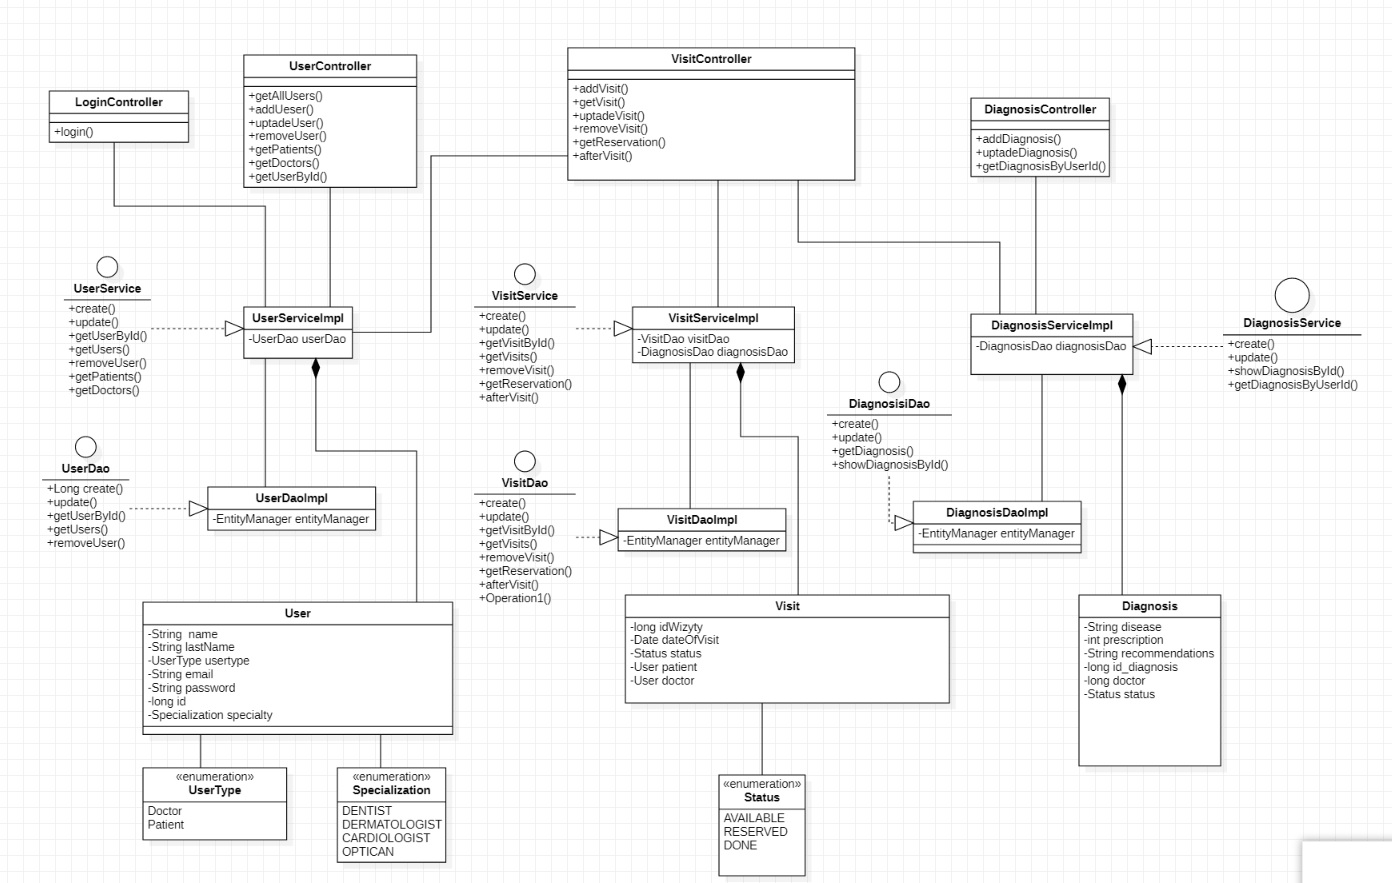 UserController
+getAllUsers()
+addUeser()
+uptadeUser()
+removeUser()
+getPatients()
+getDoctors()
+getUserById()
VisitController
+addVisit()
+getVisit()
+uptadeVisit()
+removeVisit()
+getReservation()
+afterVisit()
LoginController
+login()
DiagnosisController
+addDiagnosis()
+uptadeDiagnosis()
+getDiagnosisByUserId()
UserService
+create()
+update()
+getUserById()
+getUsers()
+removeUser()
+getPatients()
+getDoctors()
UserServiceImpl
-UserDao userDao
VisitService
+create()
+update()
+getVisitById()
+getVisits()
+removeVisit()
+getReservation()
+afterVisit()
VisitServiceImpl
-VisitDao visitDao
-DiagnosisDao diagnosisDao
DiagnosisServiceImpl
-DiagnosisDao diagnosisDao
DiagnosisService
+create()
+update()
+showDiagnosisById()
+getDiagnosisByUserId()
DiagnosisiDao
+create()
+update()
+getDiagnosis()
+showDiagnosisById()
UserDao
+Long create()
+update()
+getUserById()
+getUsers()
+removeUser()
UserDaoImpl
-EntityManager entityManager
VisitDao
+create()
+update()
+getVisitById()
+getVisits()
+removeVisit()
+getReservation()
+afterVisit()
+Operation1()
VisitDaoImpl
-EntityManager entityManager
DiagnosisDaoImpl
-EntityManager entityManager
User
-String name
-String lastName
-UserType usertype
-String email
-String password
-long id
-Specialization specialty
Visit
-long idWizyty
-Date dateOfVisit
-Status status
-User patient
-User doctor
Diagnosis
-String disease
-int prescription
-String recommendations
-long id_diagnosis
-long doctor
-Status status
«enumeration»
UserType
Doctor
Patient
«enumeration»
Specialization
DENTIST
DERMATOLOGIST
CARDIOLOGIST
OPTICAN
«enumeration»
Status
AVAILABLE
RESERVED
DONE